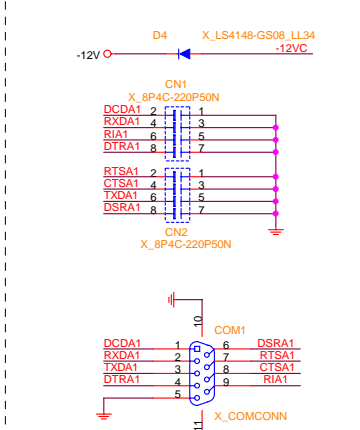 D4 X_LS4148-GS08_LL34
-12V -12VC
CN1
X_8P4C-220P50N
DCDA1 2 1
RXDA1 4 3
RIA1 6 5
DTRA1 8 7
RTSA1 2 1
CTSA1 4 3
TXDA1 6 5
DSRA1 8 7
CN2
X_8P4C-220P50N
10
COM1
DCDA1 1 6 DSRA1
RXDA1 2 7 RTSA1
TXDA1 3 8 CTSA1
DTRA1 4 9 RIA1
5
X_COMCONN
11